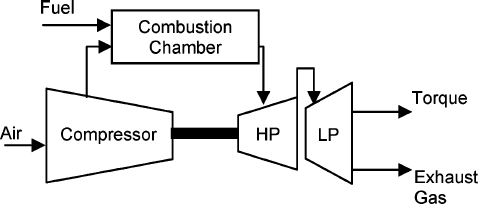 Fuel
Combustion
Chamber
Air
Compressor
HP
LP
Torque
Exhaust
Gas